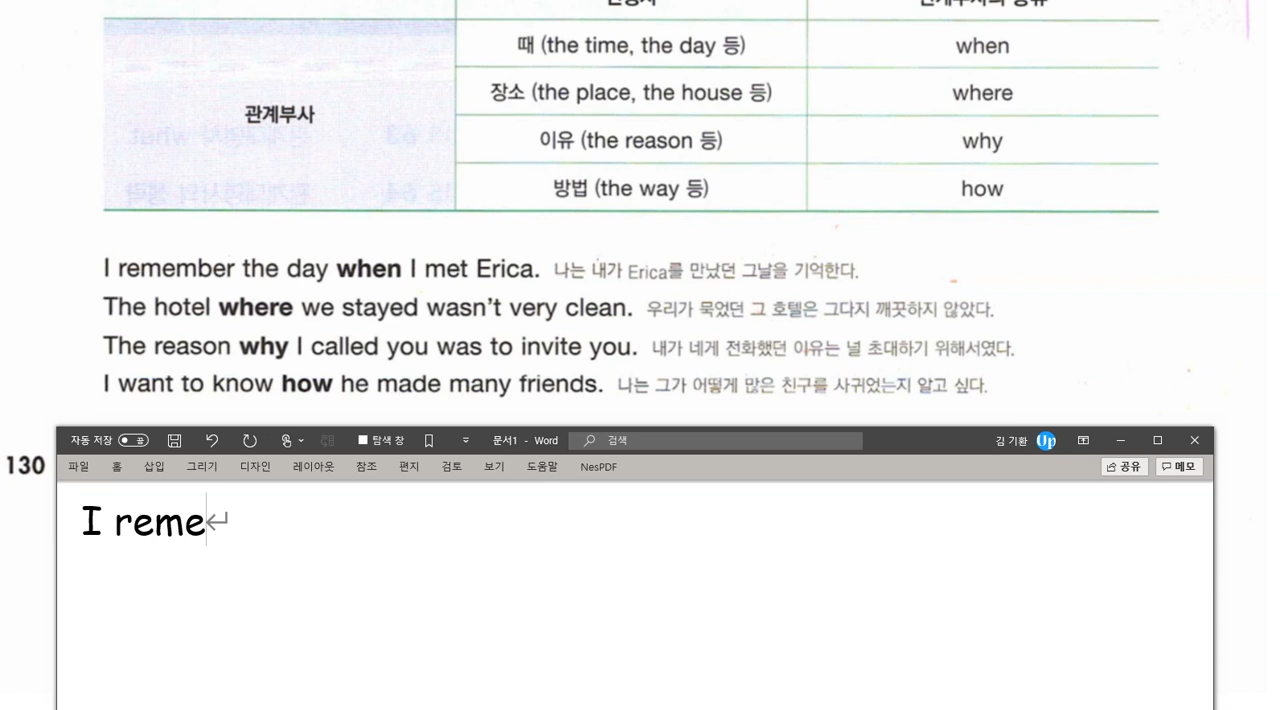 때 (the time, the day 등) when
장소 (the place, the house 등) where
관계부사
이유 (the reason 등) why
방법 (the way 등) how
I remember the day when I met Erica. 나는 내가 Erica를 만났던 그날을 기억한다.
The hotel where we stayed wasn't very clean. 우리가 묵었던 그 호텔은 그다지 깨끗하지 않았다.
The reason why I called you was to invite you. 내가 네게 전화했던 이유는 널 초대하기 위해서였다.
I want to know how he made many friends. 나는 그가 어떻게 많은 친구를 사귀었는지 알고 싶다.
자동 저장 끔 탐색 창 문서1 - Word 검색 김 기환 Up
130
파일 홈 삽입 그리기 디자인 레이아웃 참조 편지 검토 보기 도움말 NesPDF 공유 메모
I reme